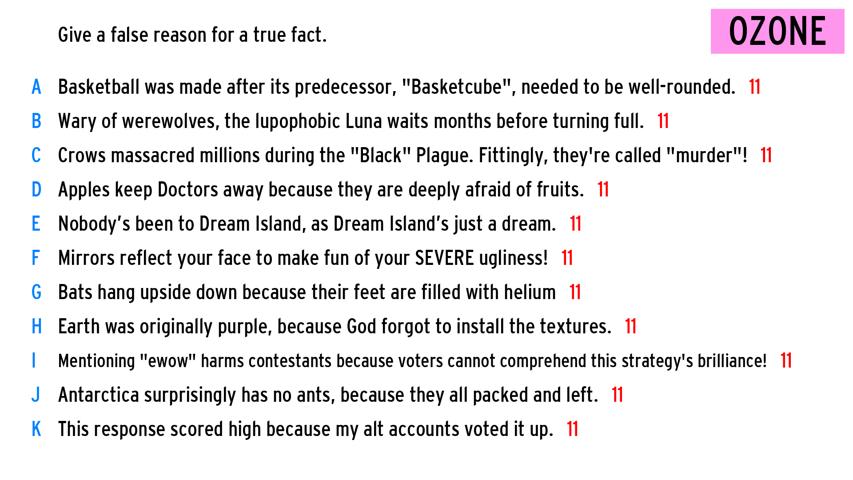 Give a false reason for a true fact.
OZONE
A Basketball was made after its predecessor, "Basketcube", needed to be well-rounded. 11
B Wary of werewolves, the lupophobic Luna waits months before turning full. 11
C Crows massacred millions during the "Black" Plague. Fittingly, they're called "murder"! 11
D Apples keep Doctors away because they are deeply afraid of fruits. 11
E Nobody’s been to Dream Island, as Dream Island’s just a dream. 11
F Mirrors reflect your face to make fun of your SEVERE ugliness! 11
G Bats hang upside down because their feet are filled with helium 11
H Earth was originally purple, because God forgot to install the textures. 11
I Mentioning "ewow" harms contestants because voters cannot comprehend this strategy's brilliance! 11
J Antarctica surprisingly has no ants, because they all packed and left. 11
K This response scored high because my alt accounts voted it up. 11